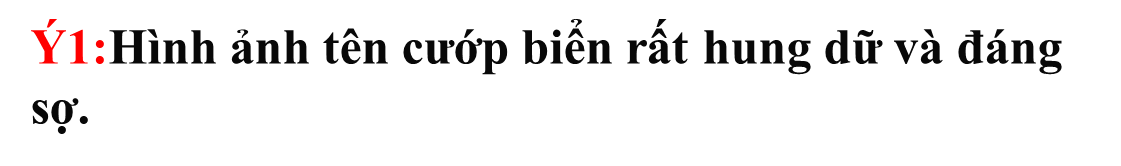 Ý1:Hình ảnh tên cướp biển rất hung dữ và đáng
sợ.